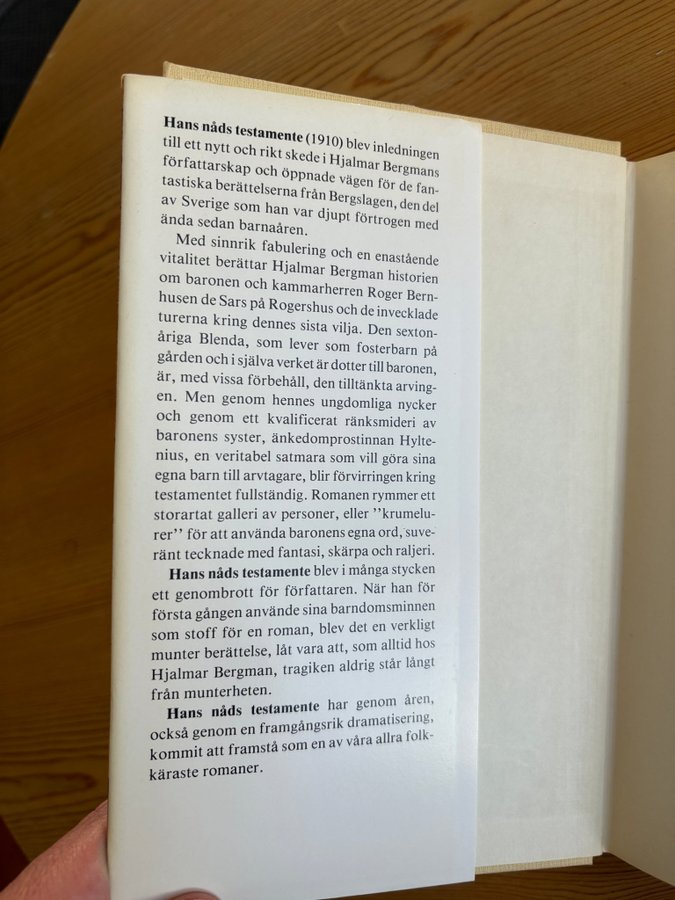 Hans nåds testamente (1910) blev inledningen
till ett nytt och rikt skede i Hjalmar Bergmans
författarskap och öppnade vägen för de fan-
tastiska berättelserna från Bergslagen, den del
av Sverige som han var djupt förtrogen med
ända sedan barnaåren.
Med sinnrik fabulering och en enastående
vitalitet berättar Hjalmar Bergman historien
om baronen och kammarherren Roger Bern-
husen de Sars på Rogershus och de invecklade
turerna kring dennes sista vilja. Den sexton-
åriga Blenda, som lever som fosterbarn på
gården och i själva verket är dotter till baronen,
är, med vissa förbehåll, den tilltänkta arving-
en. Men genom hennes ungdomliga nycker
och genom ett kvalificerat ränksmideri av
baronens syster, änkedomprostinnan Hylte-
nius, en veritabel satmara som vill göra sina
egna barn till arvtagare, blir förvirringen kring
testamentet fullständig. Romanen rymmer ett
storartat galleri av personer, eller ''krumelu-
rer'' för att använda baronens egna ord, suve-
ränt tecknade med fantasi, skärpa och raljeri.
Hans nåds testamente blev i många stycken
ett genombrott för författaren. När han för
första gången använde sina barndomsminnen
som stoff för en roman, blev det en verkligt
munter berättelse, låt vara att, som alltid hos
Hjalmar Bergman, tragiken aldrig står långt
från munterheten.
Hans nåds testamente har genom åren,
också genom en framgångsrik dramatisering,
kommit att framstå som en av våra allra folk-
käraste romaner.